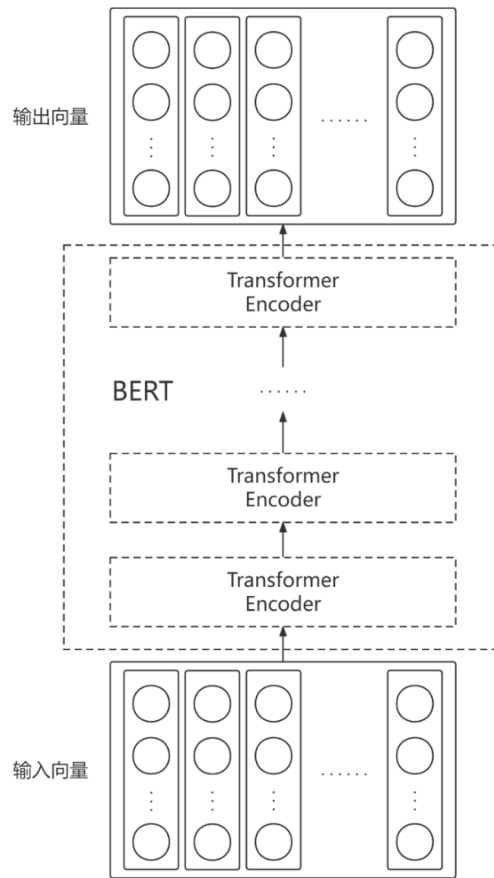 输出向量
Transformer
Encoder
BERT
......
Transformer
Encoder
Transformer
Encoder
输入向量